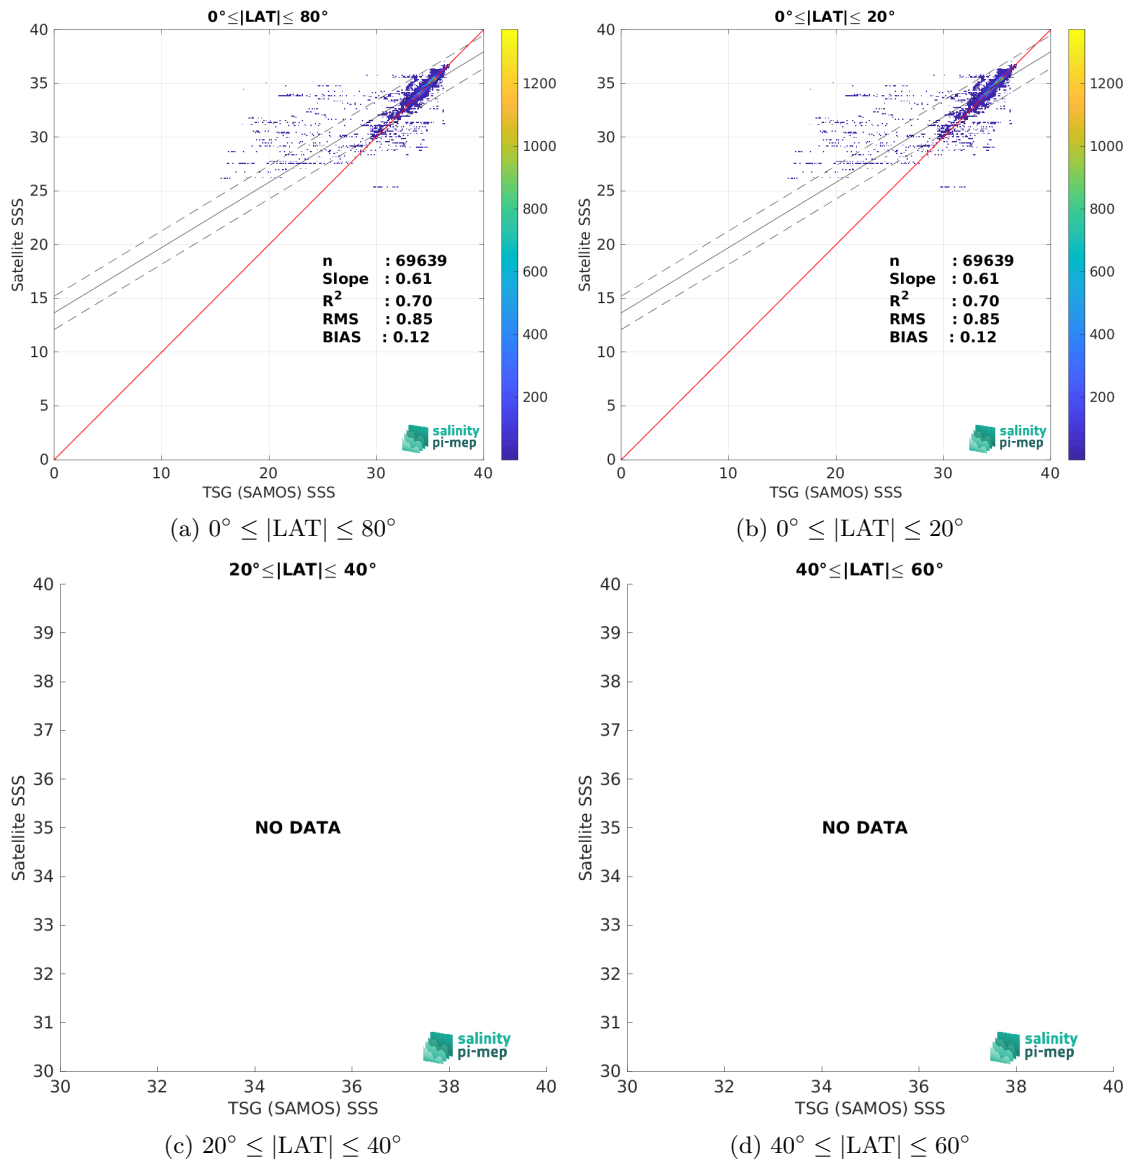 0°≤|LAT|≤ 80°
40
35
30
25
20
15
10
5
0
Satellite SSS
n : 69639
Slope : 0.61
R² : 0.70
RMS : 0.85
BIAS : 0.12
salinity
pi-mep
0 10 20 30 40
TSG (SAMOS) SSS
1200
1000
800
600
400
200
(a) 0° ≤ |LAT| ≤ 80°
0°≤|LAT|≤ 20°
40
35
30
25
20
15
10
5
0
Satellite SSS
n : 69639
Slope : 0.61
R² : 0.70
RMS : 0.85
BIAS : 0.12
salinity
pi-mep
0 10 20 30 40
TSG (SAMOS) SSS
1200
1000
800
600
400
200
(b) 0° ≤ |LAT| ≤ 20°
20°≤|LAT|≤ 40°
40
39
38
37
36
35
34
33
32
31
30
Satellite SSS
NO DATA
salinity
pi-mep
30 32 34 36 38 40
TSG (SAMOS) SSS
(c) 20° ≤ |LAT| ≤ 40°
40°≤|LAT|≤ 60°
40
39
38
37
36
35
34
33
32
31
30
Satellite SSS
NO DATA
salinity
pi-mep
30 32 34 36 38 40
TSG (SAMOS) SSS
(d) 40° ≤ |LAT| ≤ 60°